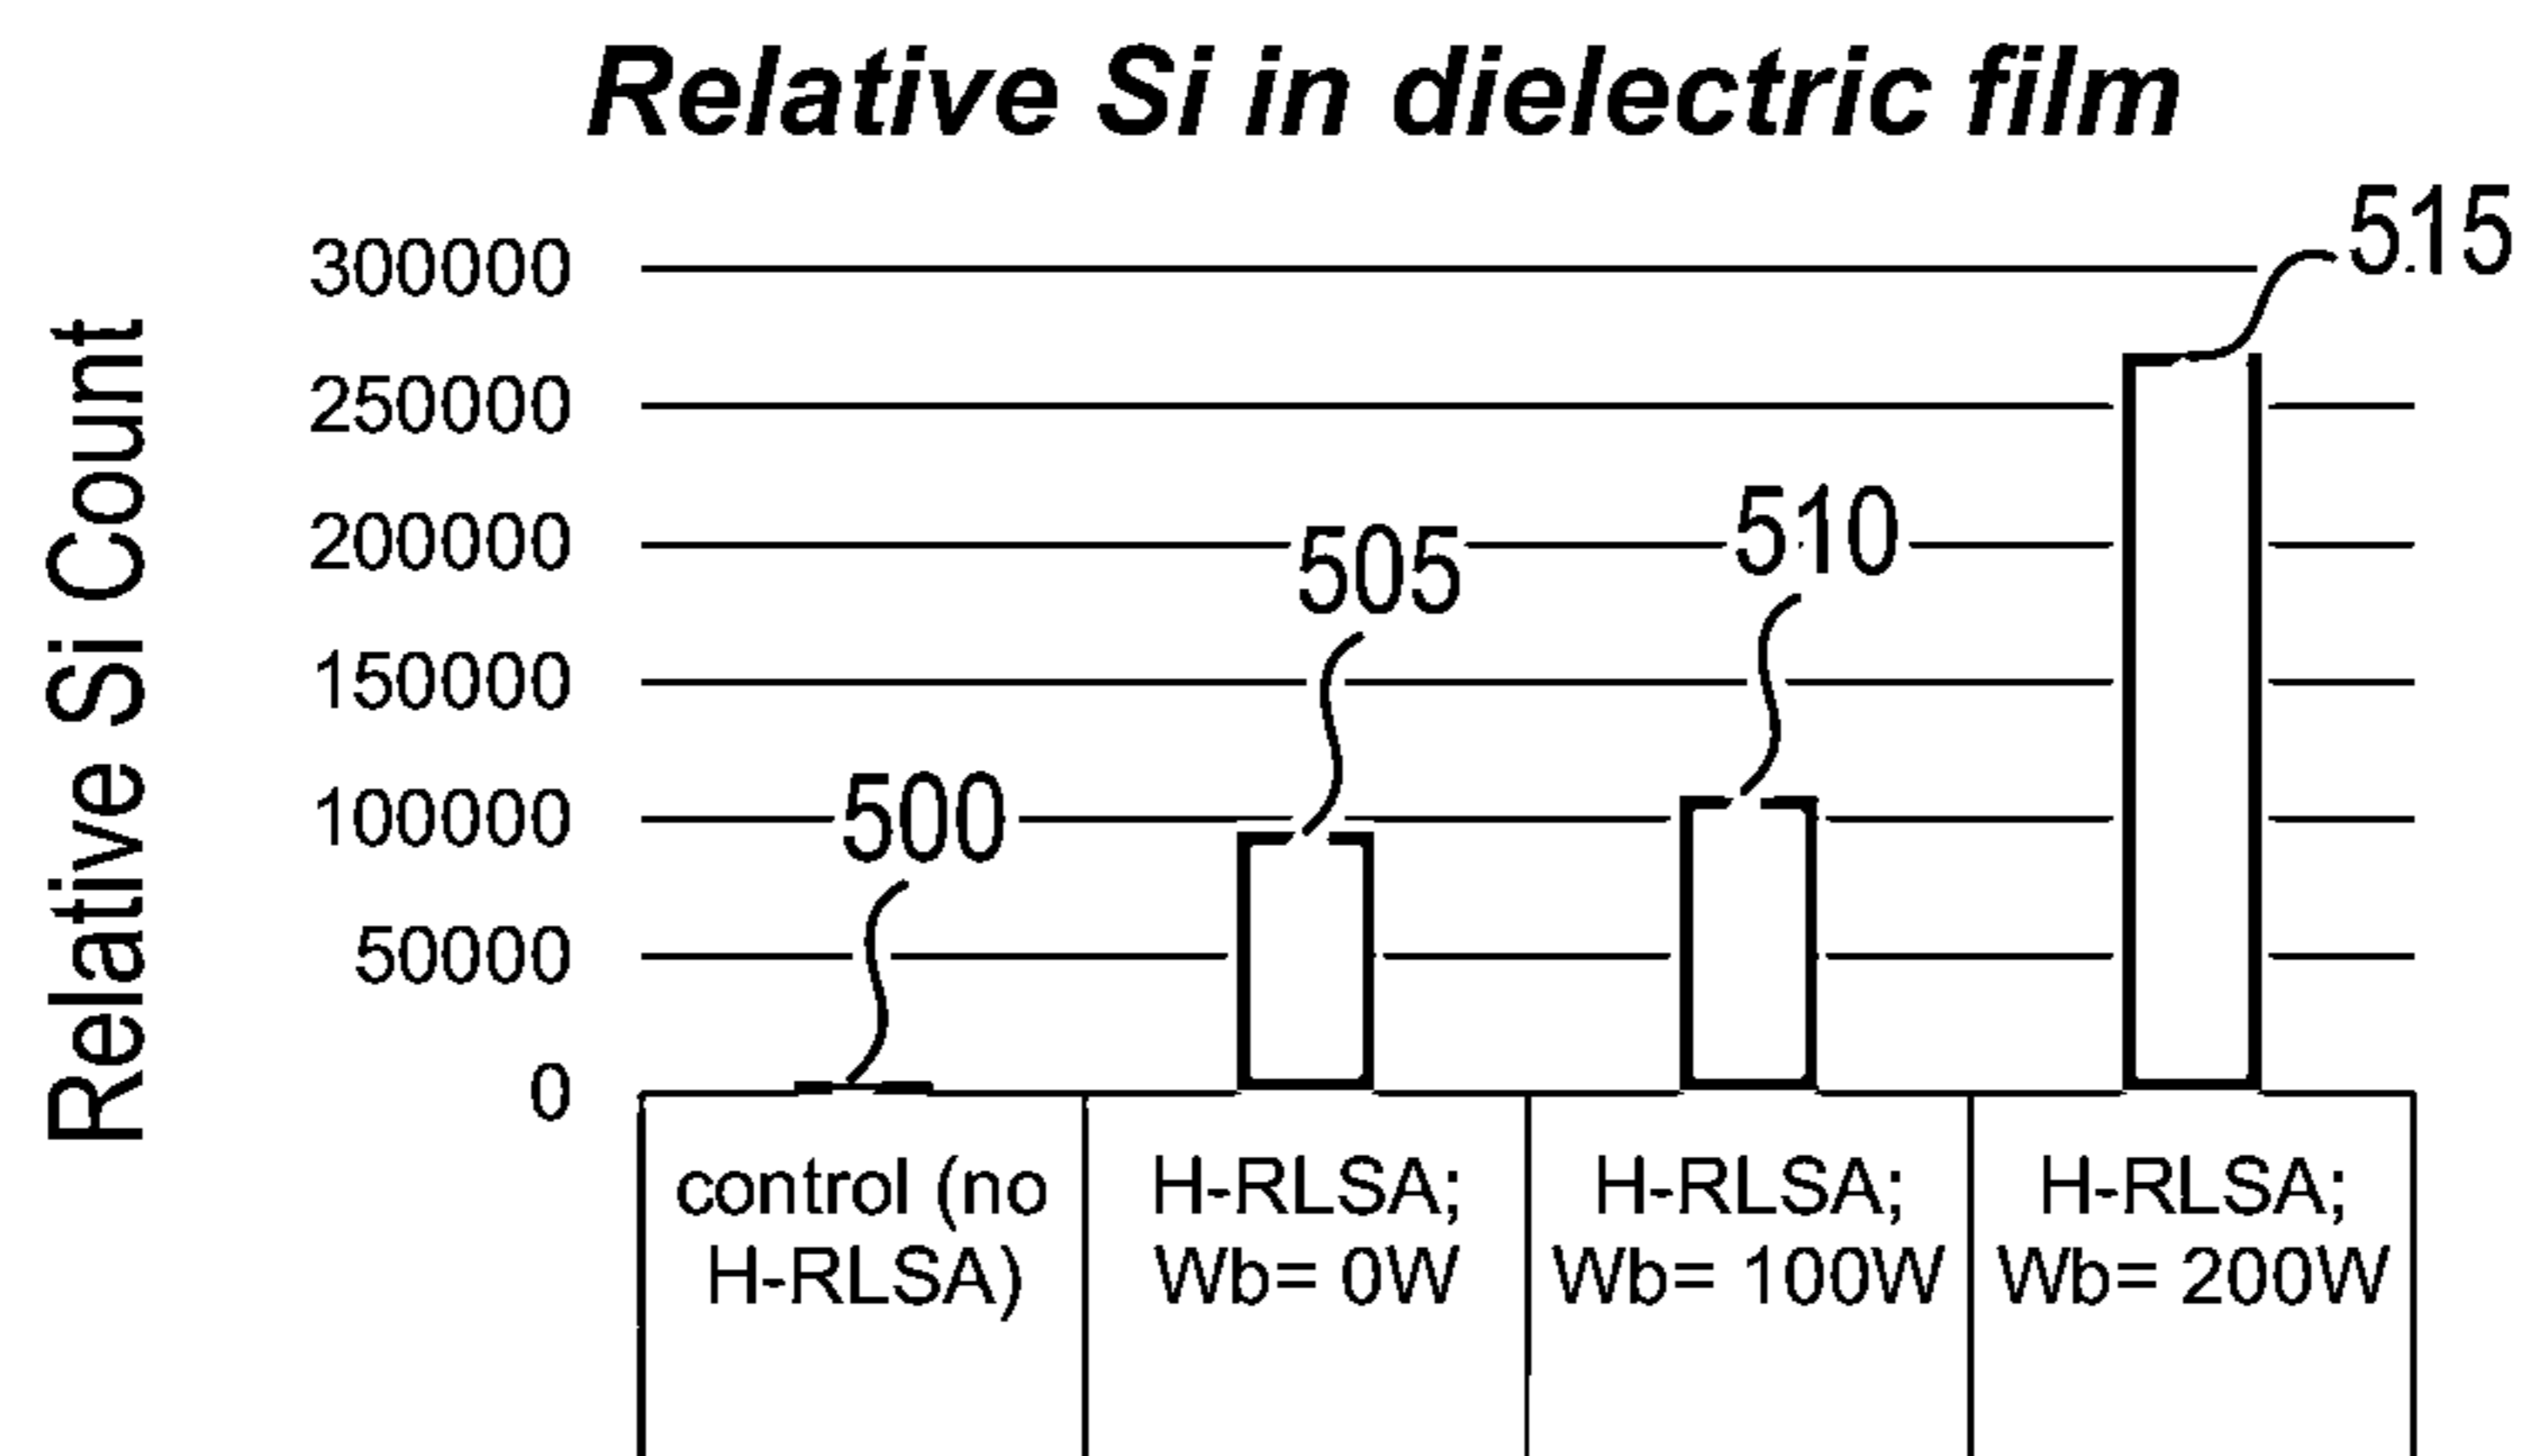 Relative Si in dielectric film
Relative Si Count
300000
250000
200000
150000
100000
50000
0
515
510
505
500
control (no
H-RLSA)
H-RLSA;
Wb= 0W
H-RLSA;
Wb= 100W
H-RLSA;
Wb= 200W